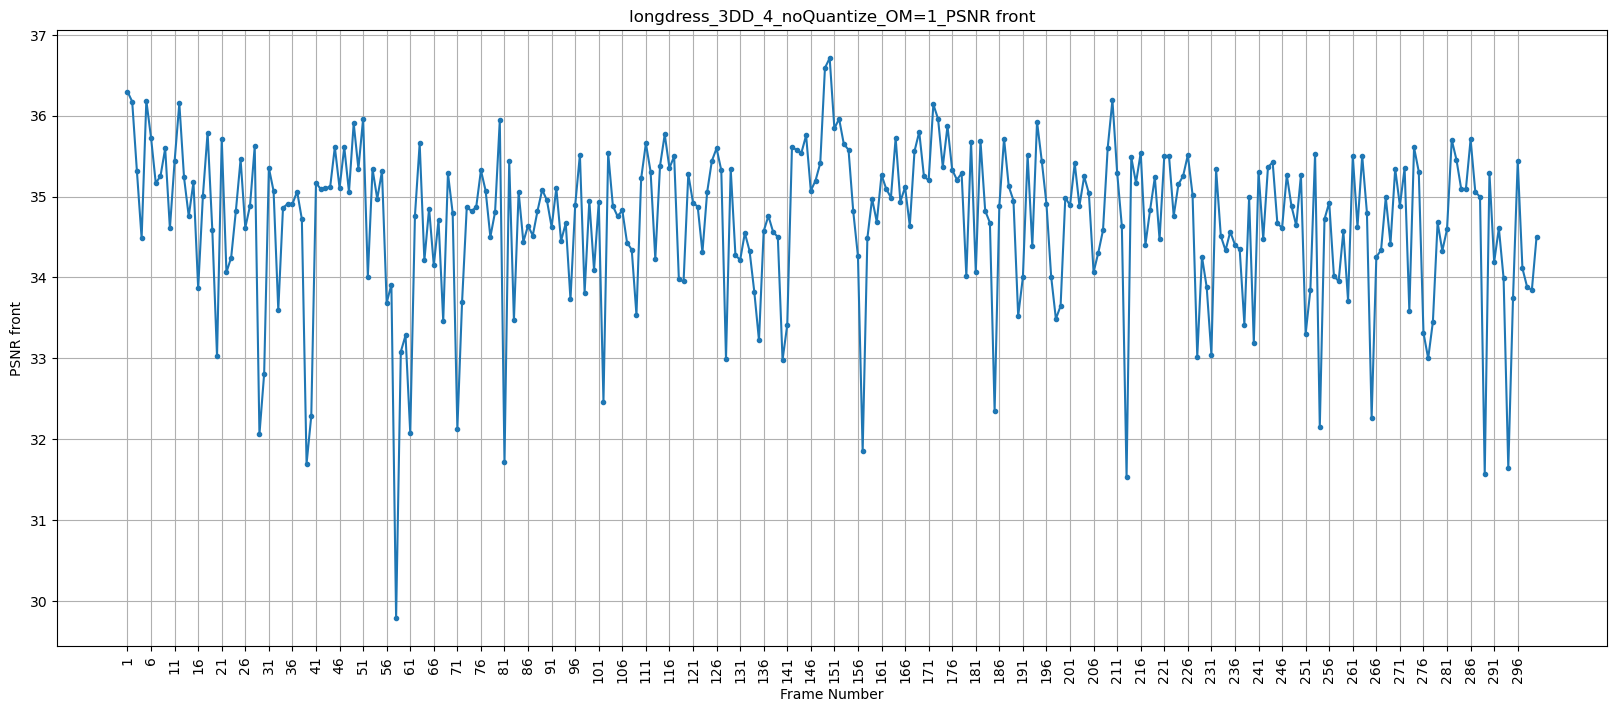 longdress_3DD_4_noQuantize_OM=1_PSNR front
37
36
35
34
33
32
31
30
PSNR front
1 6 11 16 21 26 31 36 41 46 51 56 61 66 71 76 81 86 91 96 101 106 111 116 121 126 131 136 141 146 151 156 161 166 171 176 181 186 191 196 201 206 211 216 221 226 231 236 241 246 251 256 261 266 271 276 281 286 291 296
Frame Number